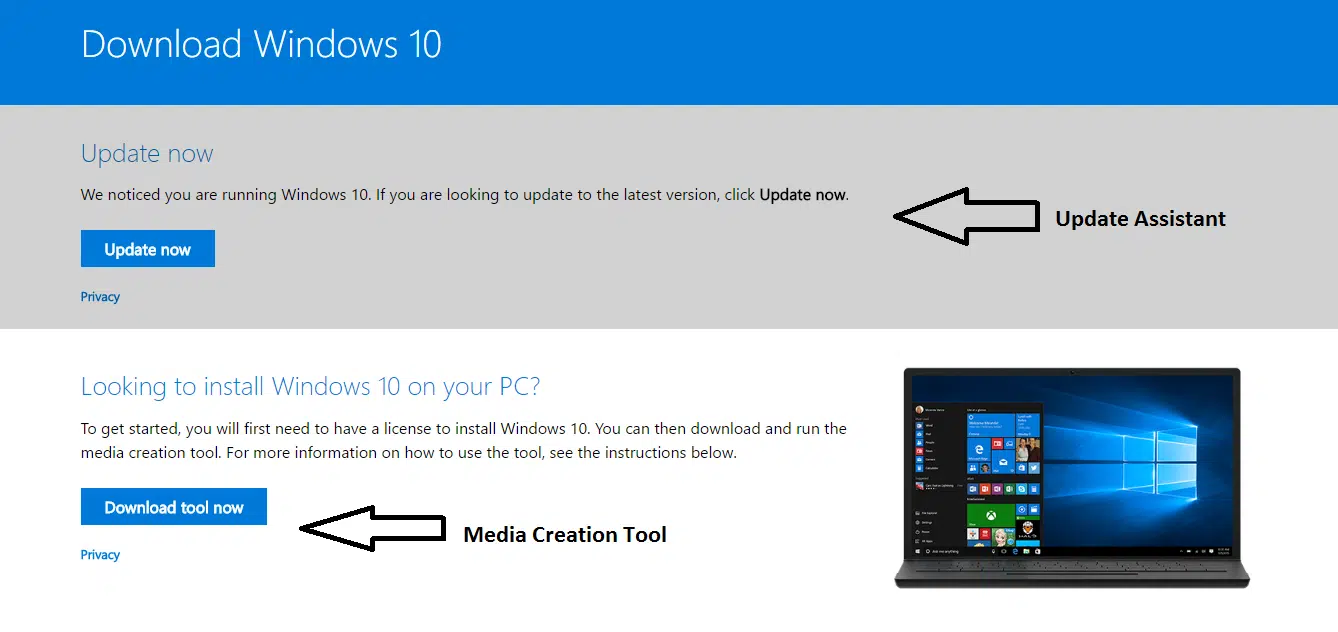 Download Windows 10
Update now
We noticed you are running Windows 10. If you are looking to update to the latest version, click Update now.
Update Assistant
Update now
Privacy
Looking to install Windows 10 on your PC?
To get started, you will first need to have a license to install Windows 10. You can then download and run the
media creation tool. For more information on how to use the tool, see the instructions below.
Download tool now
Media Creation Tool
Privacy